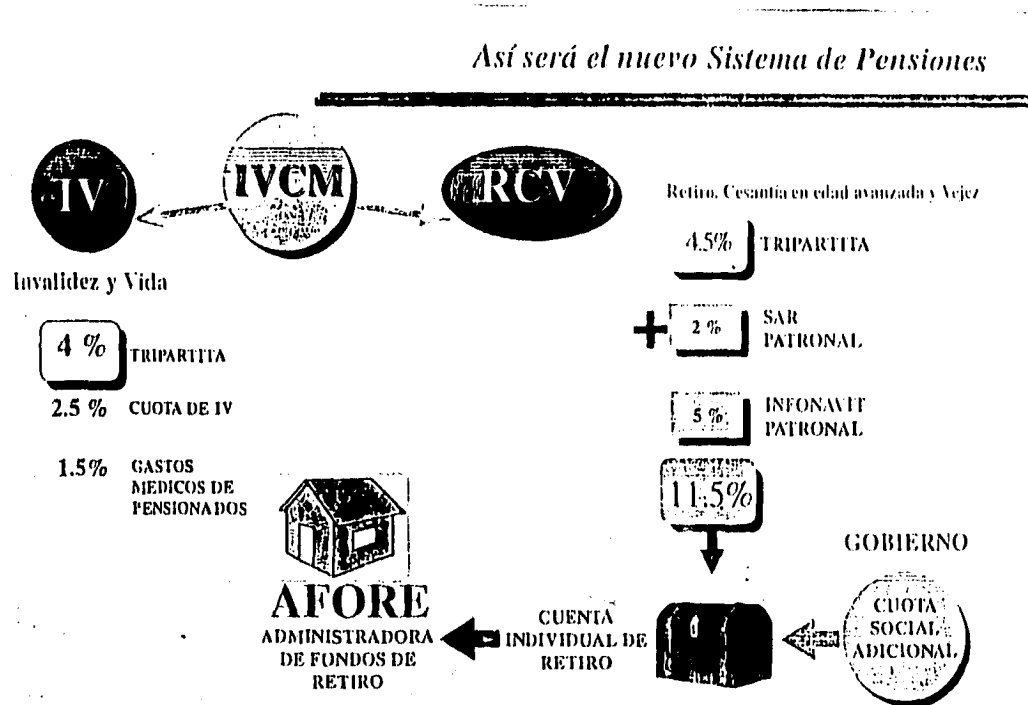 Así será el nuevo Sistema de Pensiones
IV
IVCM
RCV
Invalidez y Vida
4 %
TRIPARTITA
2.5 %
CUOTA DE IV
1.5%
GASTOS
MEDICOS DE
PENSIONADOS
Retiro, Cesantía en edad avanzada y Vejez
4.5%
TRIPARTITA
+
2 %
SAR
PATRONAL
5 %
INFONAVIT
PATRONAL
11.5%
GOBIERNO
CUOTA
SOCIAL
ADICIONAL
CUENTA
INDIVIDUAL DE
RETIRO
AFORE
ADMINISTRADORA
DE FONDOS DE
RETIRO